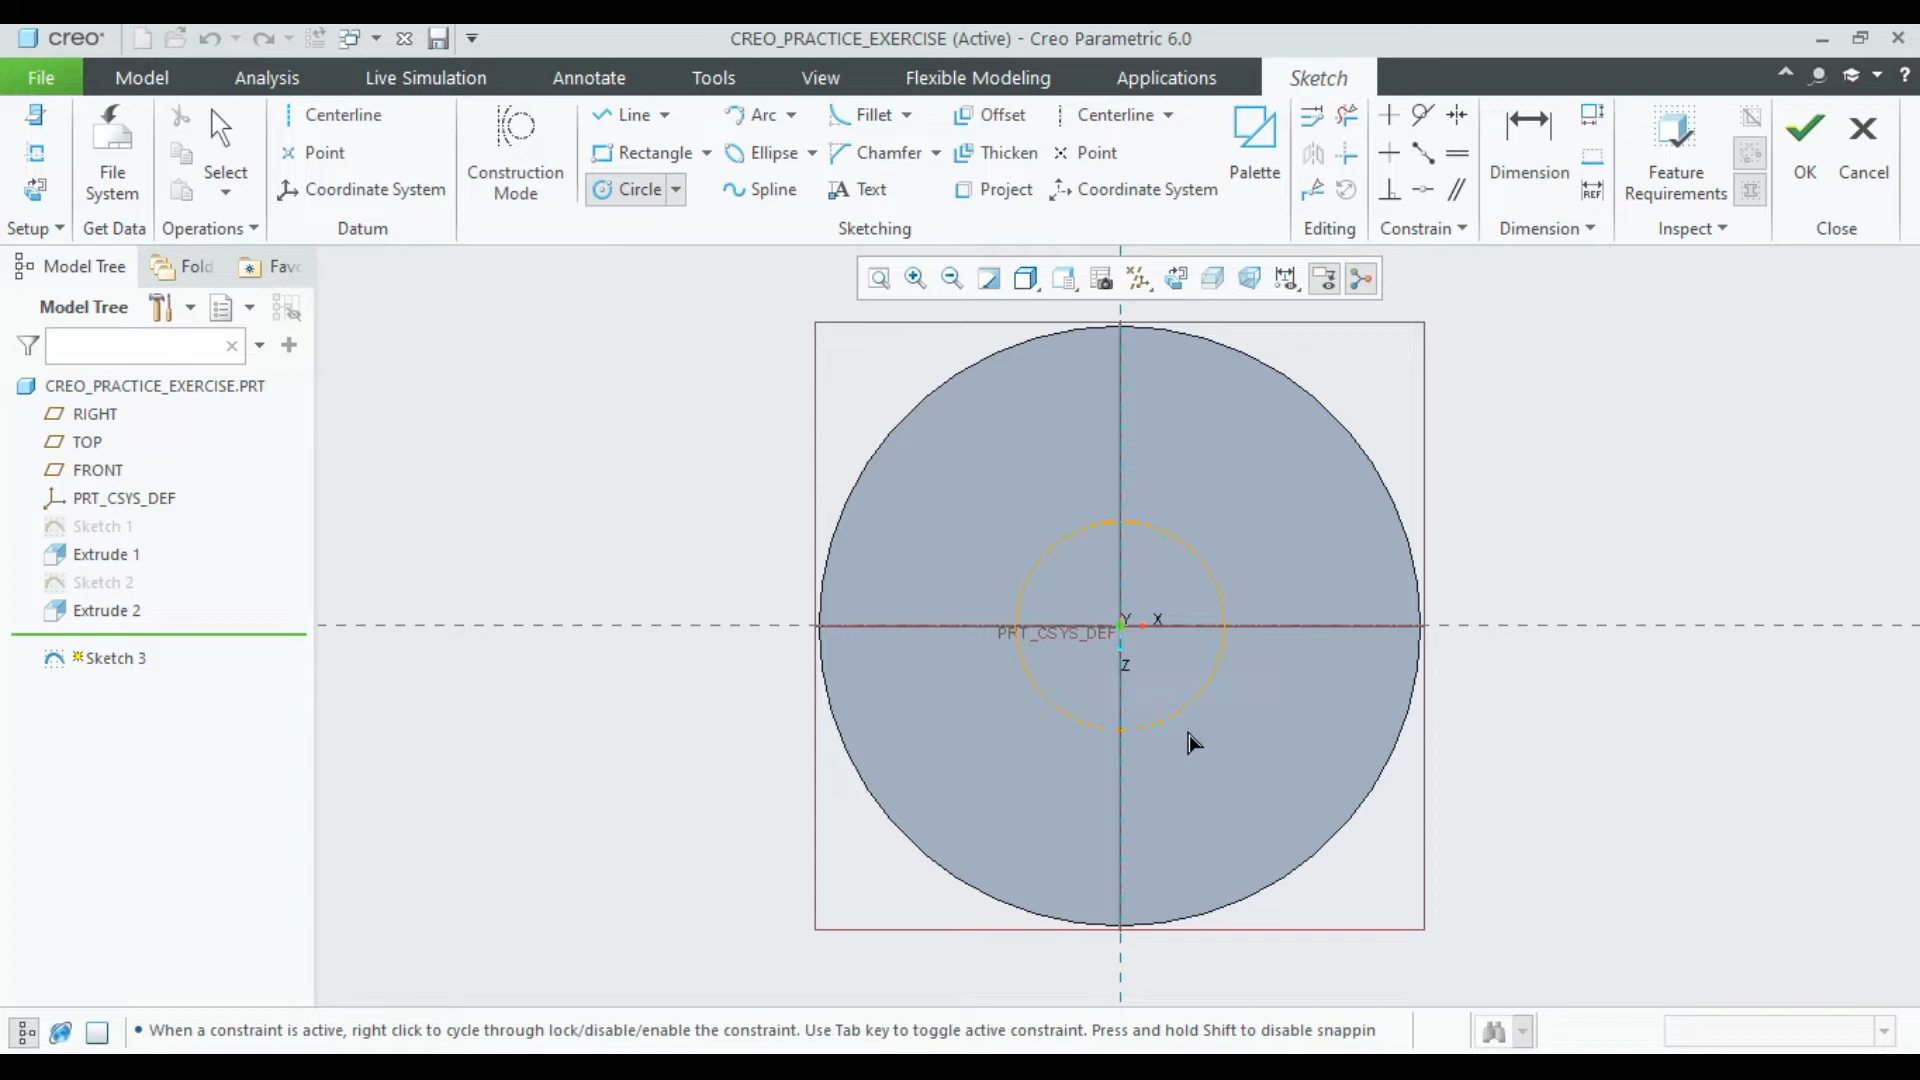 creo
CREO_PRACTICE_EXERCISE (Active) - Creo Parametric 6.0
File Model Analysis Live Simulation Annotate Tools View Flexible Modeling Applications Sketch
Centerline Line Arc Fillet Offset Centerline
Point Rectangle Ellipse Chamfer Thicken Point
File System Select Construction Mode Palette Dimension Feature Requirements OK Cancel
Coordinate System Circle Spline Text Project Coordinate System
REF
Setup Get Data Operations Datum Sketching Editing Constrain Dimension Inspect Close
Model Tree Fold Favo
Model Tree
CREO_PRACTICE_EXERCISE.PRT
RIGHT
TOP
FRONT
PRT_CSYS_DEF
Sketch 1
Extrude 1
Sketch 2
Extrude 2
Sketch 3
Y X
PRT_CSYS_DEF
Z
• When a constraint is active, right click to cycle through lock/disable/enable the constraint. Use Tab key to toggle active constraint. Press and hold Shift to disable snappin